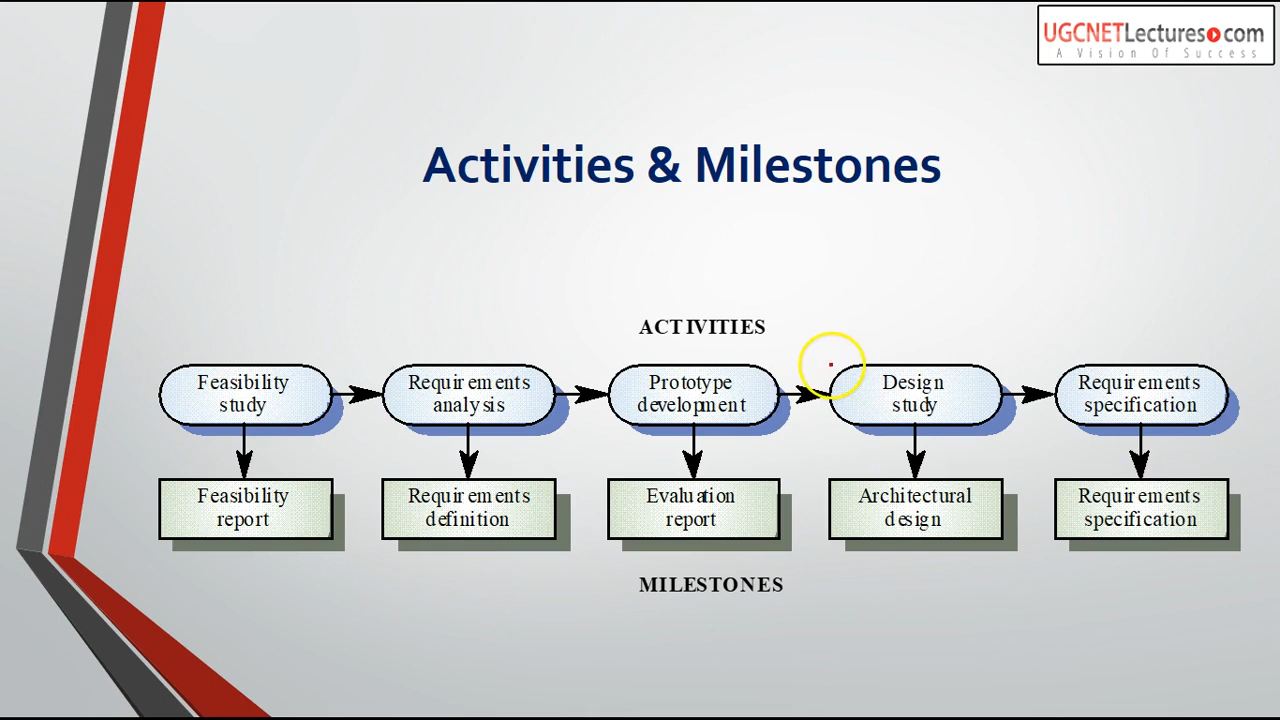 UGCNETLectures.com
A Vision Of Success
Activities & Milestones
ACTIVITIES
Feasibility
study
Requirements
analysis
Prototype
development
Design
study
Requirements
specification
Feasibility
report
Requirements
definition
Evaluation
report
Architectural
design
Requirements
specification
MILESTONES